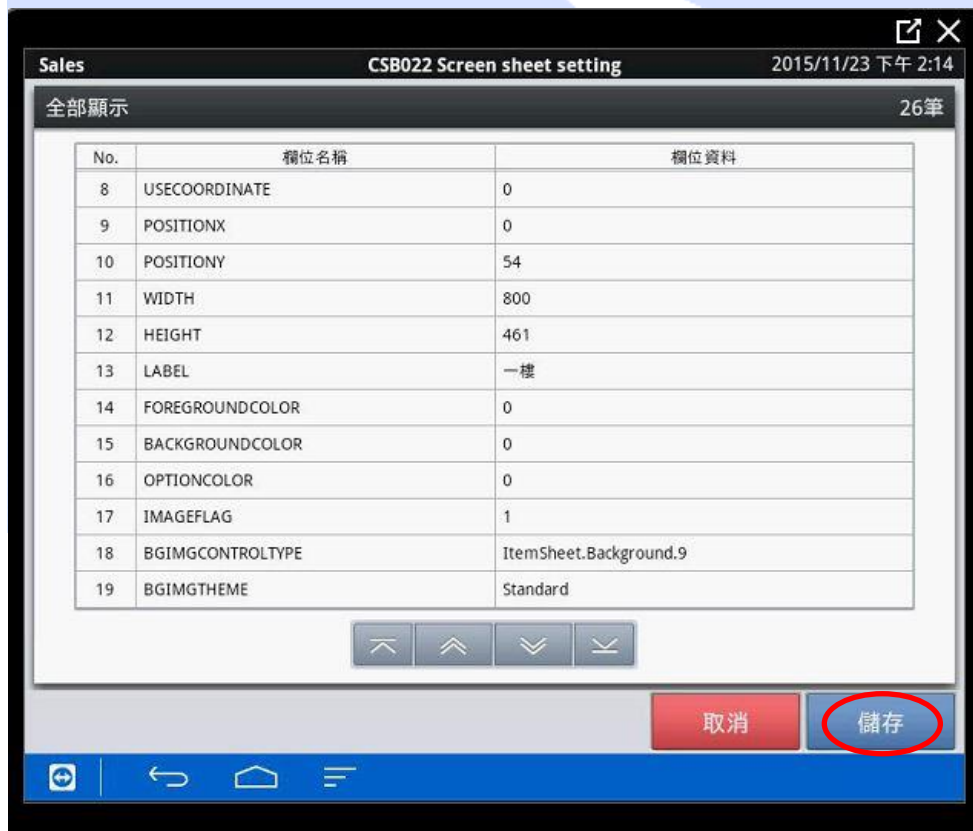 Sales CSB022 Screen sheet setting 2015/11/23 下午 2:14
全部顯示 26筆
No. 欄位名稱 欄位資料
8 USECOORDINATE 0
9 POSITIONX 0
10 POSITIONY 54
11 WIDTH 800
12 HEIGHT 461
13 LABEL 一樓
14 FOREGROUNDCOLOR 0
15 BACKGROUNDCOLOR 0
16 OPTIONCOLOR 0
17 IMAGEFLAG 1
18 BGIMGCONTROLTYPE ItemSheet.Background.9
19 BGIMGTHEME Standard
取消 儲存